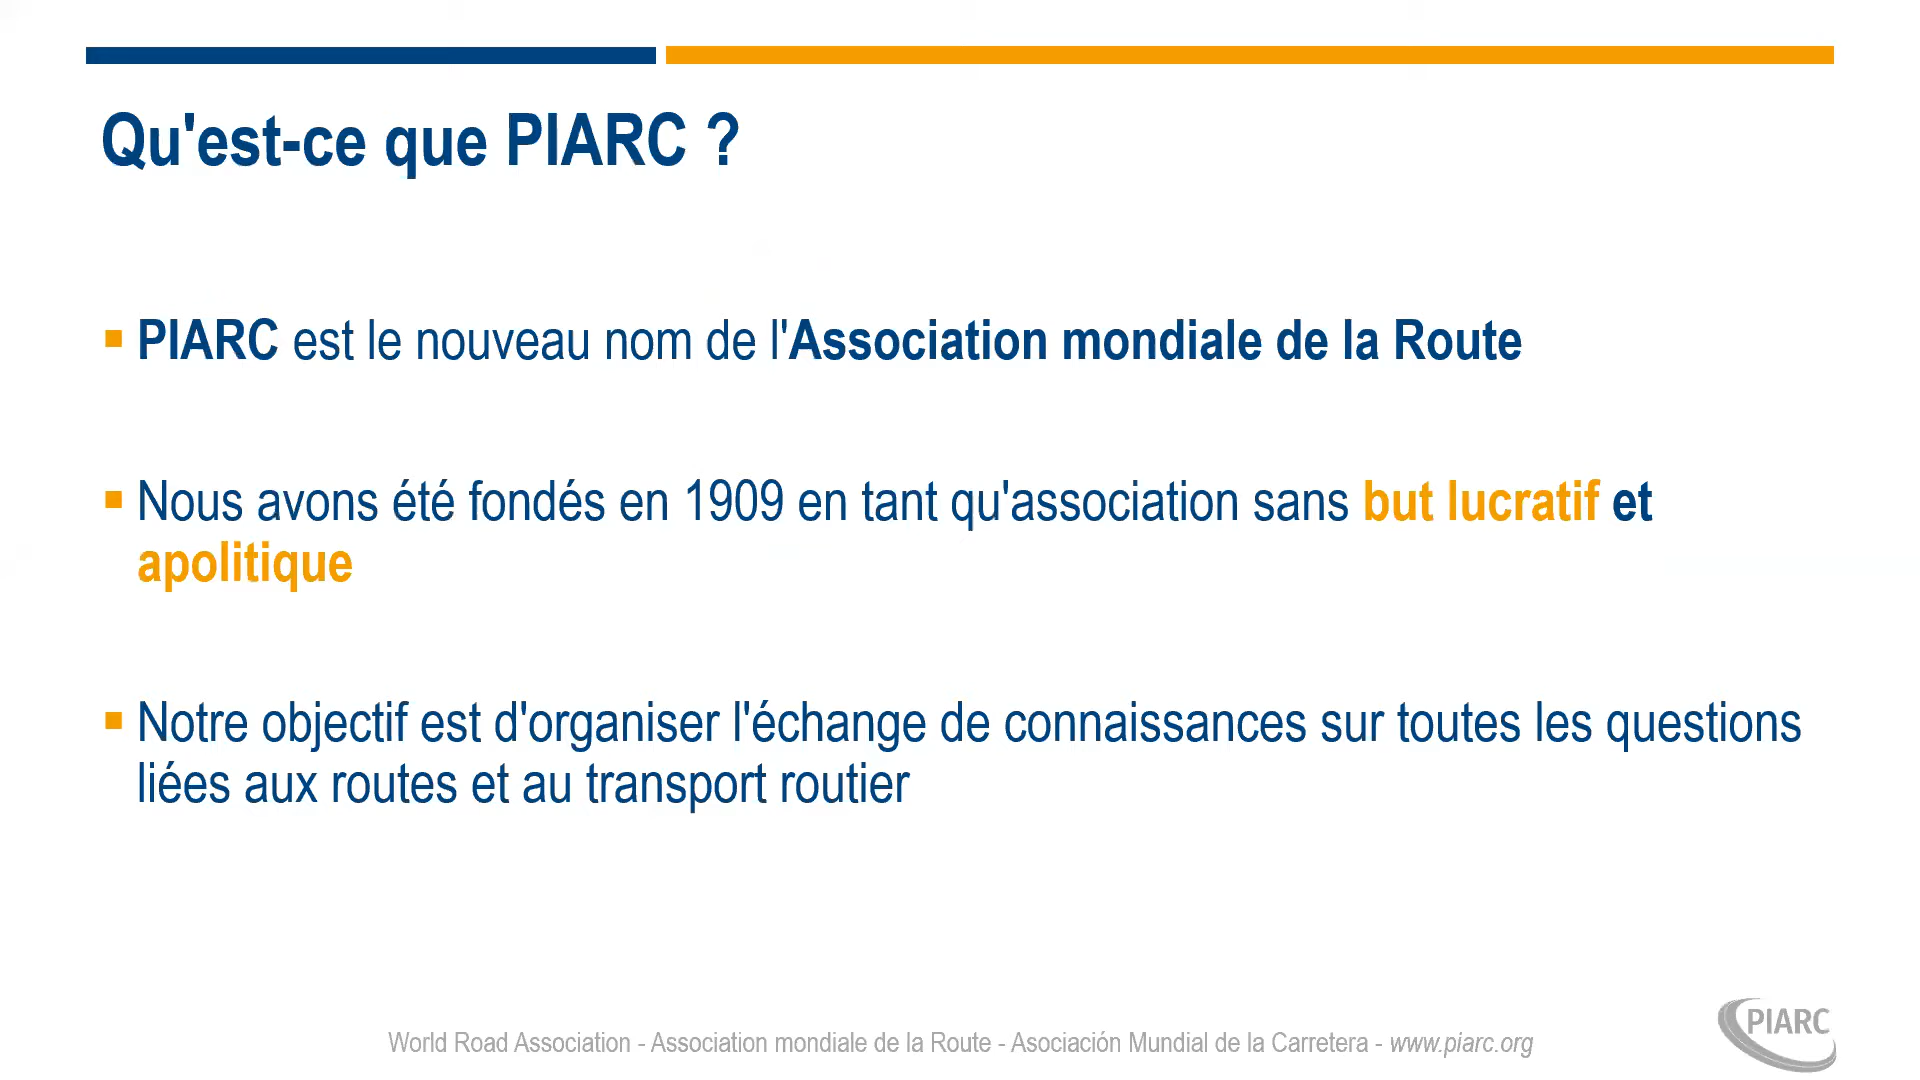 Qu'est-ce que PIARC ?
▪ PIARC est le nouveau nom de l'Association mondiale de la Route
▪ Nous avons été fondés en 1909 en tant qu'association sans but lucratif et
apolitique
▪ Notre objectif est d'organiser l'échange de connaissances sur toutes les questions
liées aux routes et au transport routier
World Road Association - Association mondiale de la Route - Asociación Mundial de la Carretera - www.piarc.org
PIARC